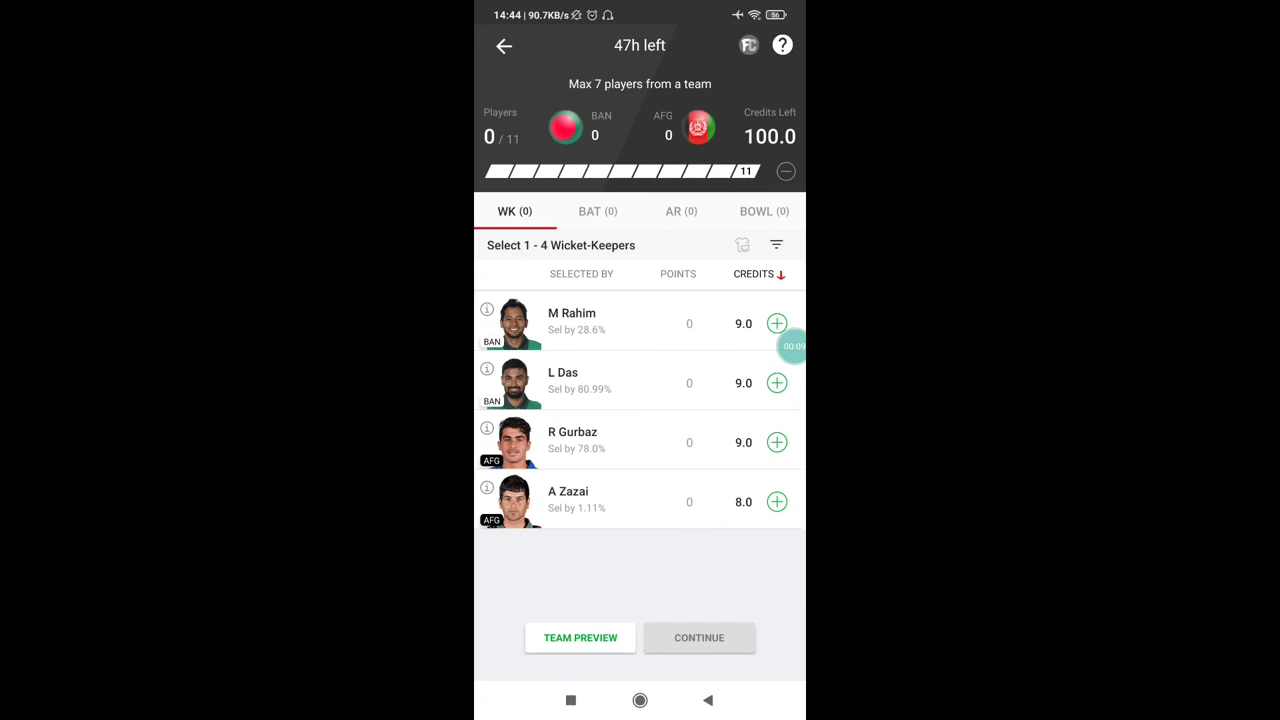 14:44 | 90.7KB/s 56
47h left FC ?
Max 7 players from a team
Players BAN AFG Credits Left
0 / 11 0 0 100.0
11
WK (0) BAT (0) AR (0) BOWL (0)
Select 1 - 4 Wicket-Keepers
SELECTED BY POINTS CREDITS
M Rahim
Sel by 28.6% 0 9.0
BAN
00:09
L Das
Sel by 80.99% 0 9.0
BAN
R Gurbaz
Sel by 78.0% 0 9.0
AFG
A Zazai
Sel by 1.11% 0 8.0
AFG
TEAM PREVIEW CONTINUE